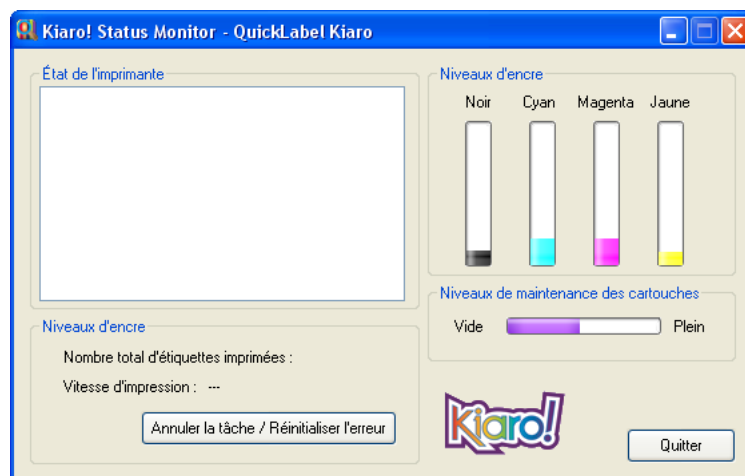 Kiaro! Status Monitor - QuickLabel Kiaro
État de l'imprimante
Niveaux d'encre
Noir Cyan Magenta Jaune
Niveaux de maintenance des cartouches
Vide Plein
Niveaux d'encre
Nombre total d'étiquettes imprimées :
Vitesse d'impression : ---
Annuler la tâche / Réinitialiser l'erreur
Kiaro!
Quitter